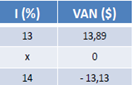 I (%) VAN ($)
13 13,89
x 0
14 - 13,13